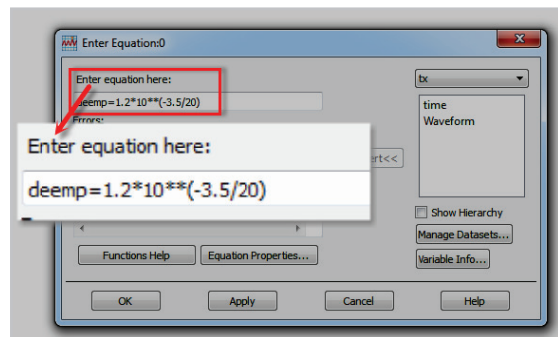 Enter Equation:0
Enter equation here:
deemp=1.2*10**(-3.5/20)
Errors:
Enter equation here:
deemp=1.2*10**(-3.5/20)
tx
time
Waveform
rt<<
Show Hierarchy
Manage Datasets...
Variable Info...
Functions Help
Equation Properties...
OK
Apply
Cancel
Help